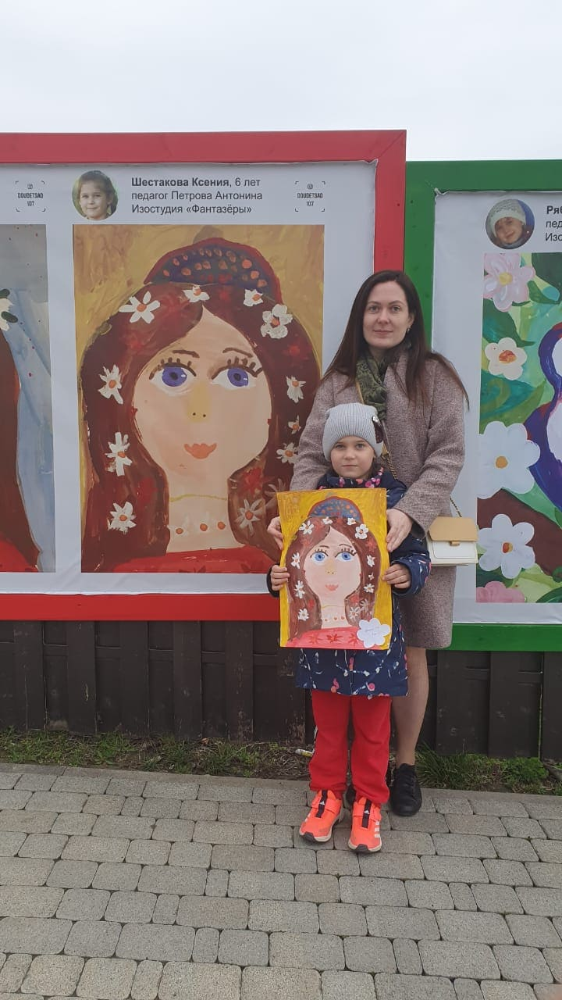 DOUDETSAD
107
Шестакова Ксения, 6 лет
педагог Петрова Антонина
Изостудия «Фантазёры»
DOUDETSAD
107